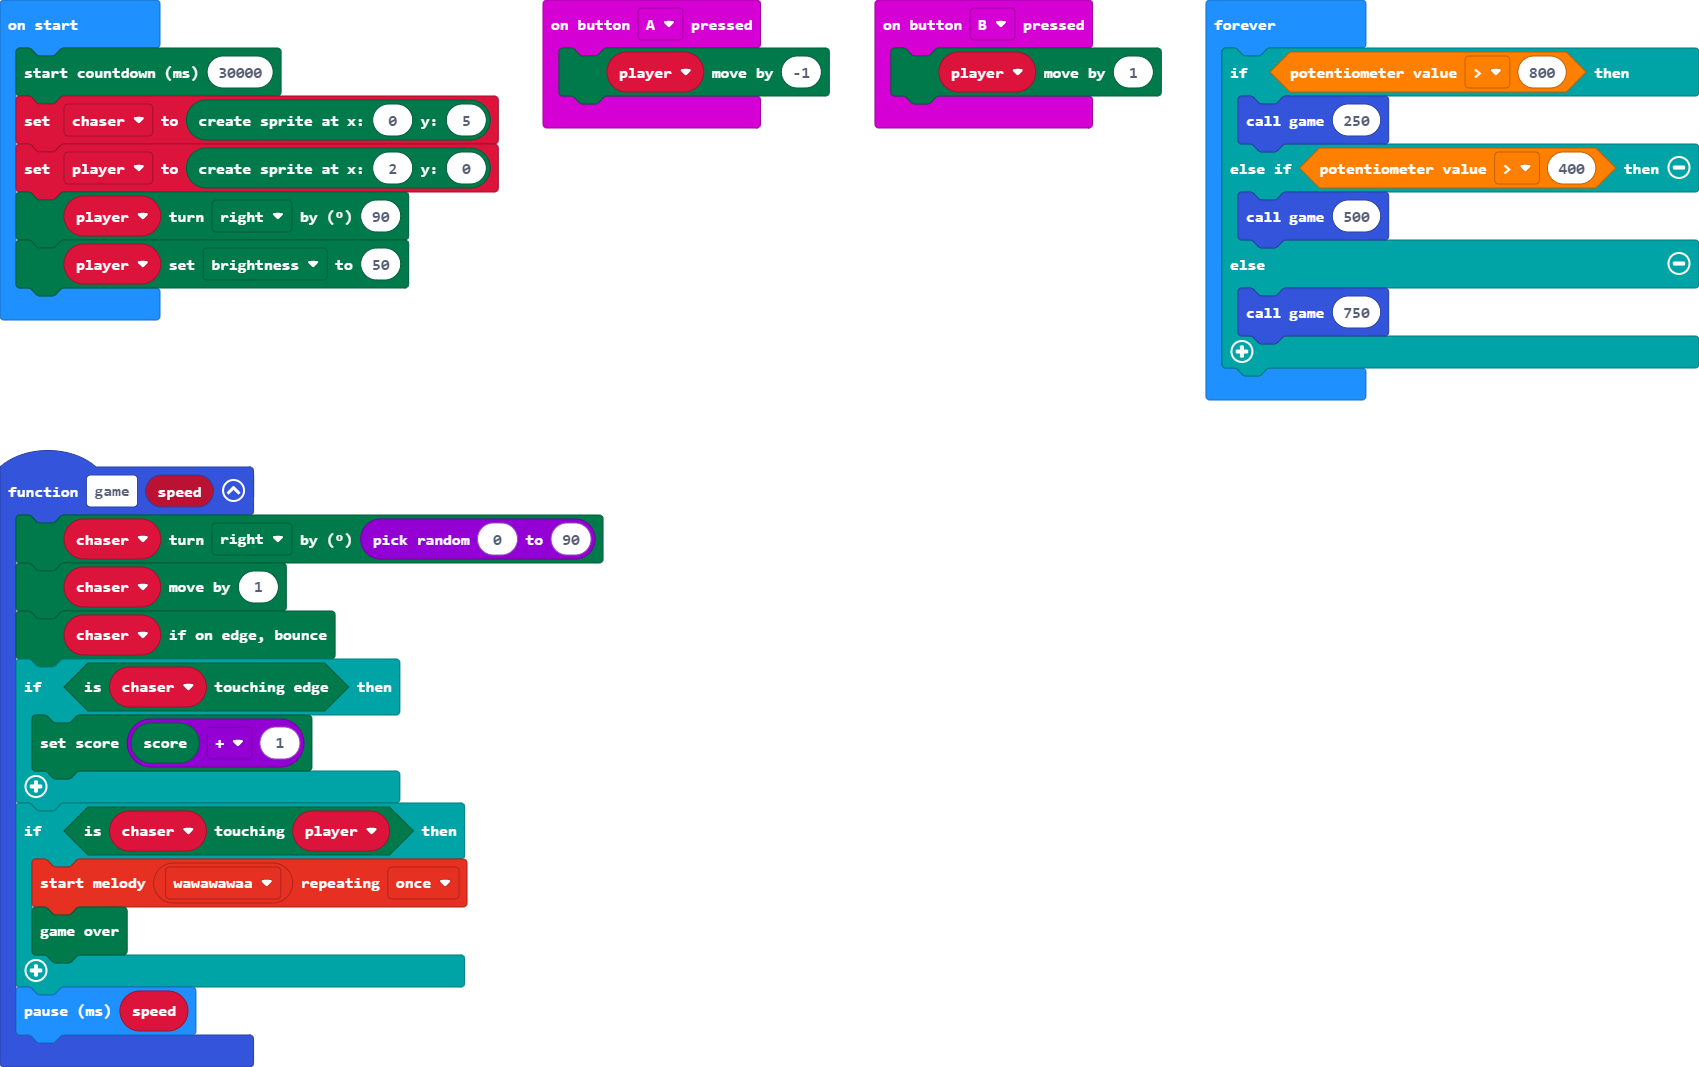 on start
start countdown (ms) 30000
set chaser to create sprite at x: 0 y: 5
set player to create sprite at x: 2 y: 0
player turn right by (º) 90
player set brightness to 50
on button A pressed
player move by -1
on button B pressed
player move by 1
forever
if potentiometer value > 800 then
call game 250
else if potentiometer value > 400 then
call game 500
else
call game 750
function game speed
chaser turn right by (º) pick random 0 to 90
chaser move by 1
chaser if on edge, bounce
if is chaser touching edge then
set score score + 1
if is chaser touching player then
start melody wawawawaa repeating once
game over
pause (ms) speed